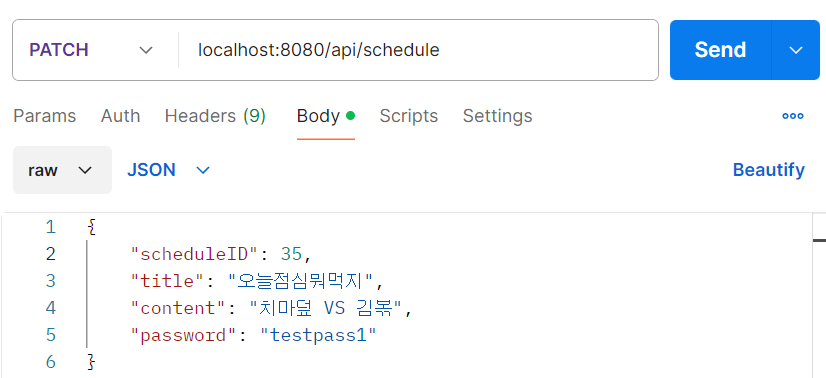 PATCH localhost:8080/api/schedule Send
Params Auth Headers (9) Body Scripts Settings
raw JSON Beautify
1 {
2 "scheduleID": 35,
3 "title": "오늘점심뭐먹지",
4 "content": "치마덮 VS 김볶",
5 "password": "testpass1"
6 }